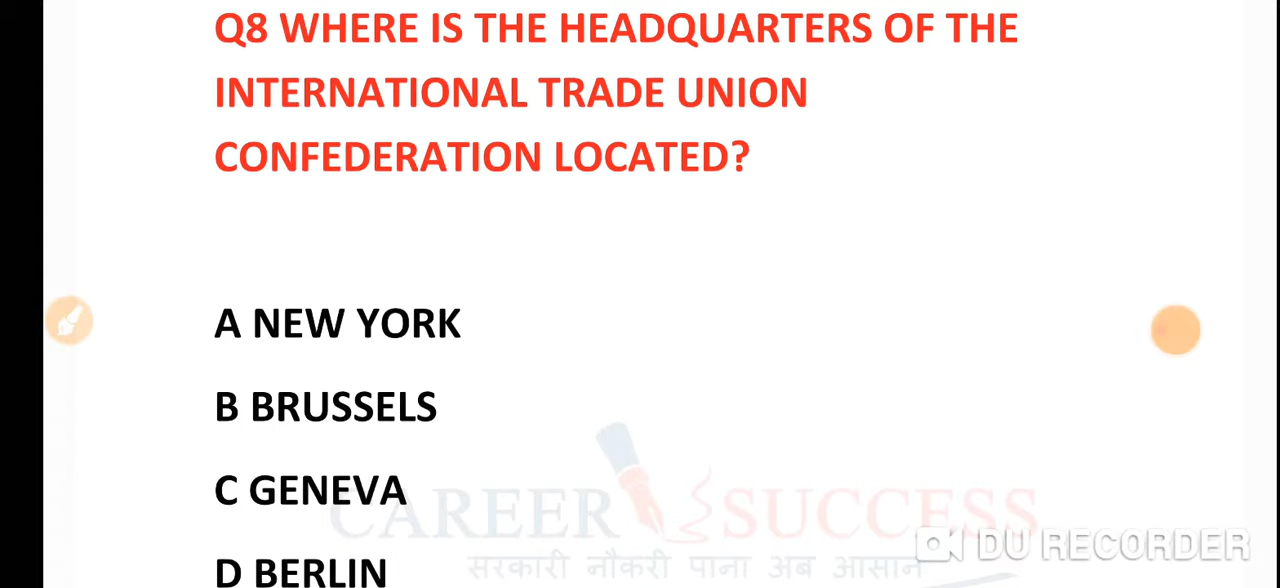 Q8 WHERE IS THE HEADQUARTERS OF THE
INTERNATIONAL TRADE UNION
CONFEDERATION LOCATED?
A NEW YORK
B BRUSSELS
C GENEVA
CAREER SUCCESS
DU RECORDER
D BERLIN
सरकारी नौकरी पाना अब आसान